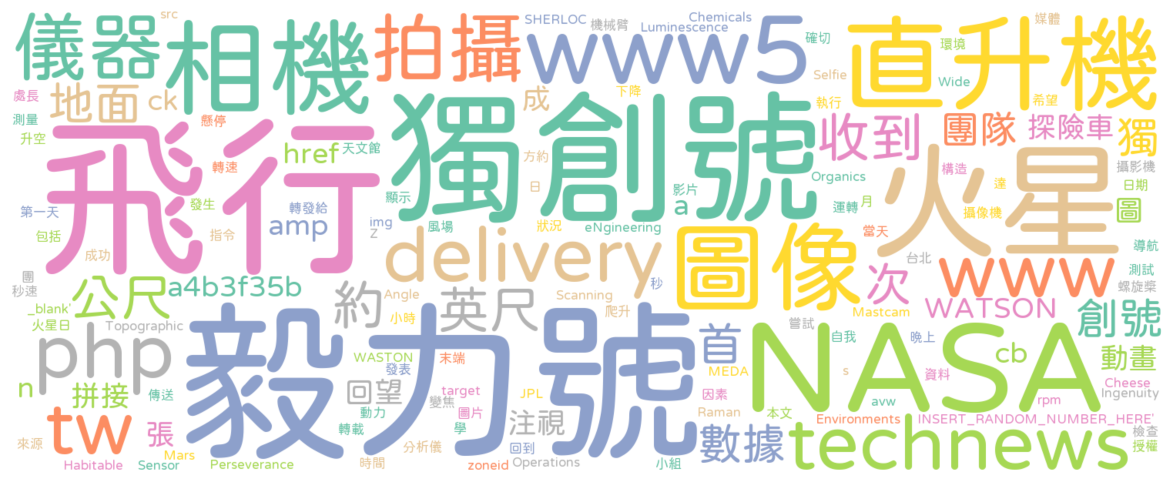 儀器
src
相機
拍攝
SHERLOC
機械臂
Chemicals
Luminescence
www5
確切
直升機
媒體
環境
Selfie
Wide
希望
執行
處長
測量
升空
地面
ck
懸停
成
下降
獨創號
收到
團隊
探險車
獨
飛行
轉速
href
天文館
方約
火星
構造
達
攝影機
日期
圖
第一天
包括
發生
指令
轉發給
amp
img
Z
顯示
風場
a
日
影片
Organics
運轉
月
攝像機
狀況
eNgineering
當天
導航
成功
團
秒速
delivery
圖像
台北
次
www
測試
螺旋槳
_blank'
火星日
公尺
a4b3f35b
約
Angle
小時
英尺
Scanning
爬升
秒
嘗試
Mastcam
WATSON
創號
Topographic
php
毅力號
WASTON
發表
末端
首
MEDA
NASA
自我
晚上
cb
動畫
資料
s
n
拼接
傳送
回望
變焦
target
JPL
因素
圖片
Cheese
Ingenuity
rpm
avw
tw
張
動力
轉載
學
注視
Raman
本文
Environments
INSERT_RANDOM_NUMBER_HERE'
來源
Habitable
Sensor
Mars
Perseverance
時間
分析儀
zoneid
回到
Operations
小組
數據
technews
檢查
授權